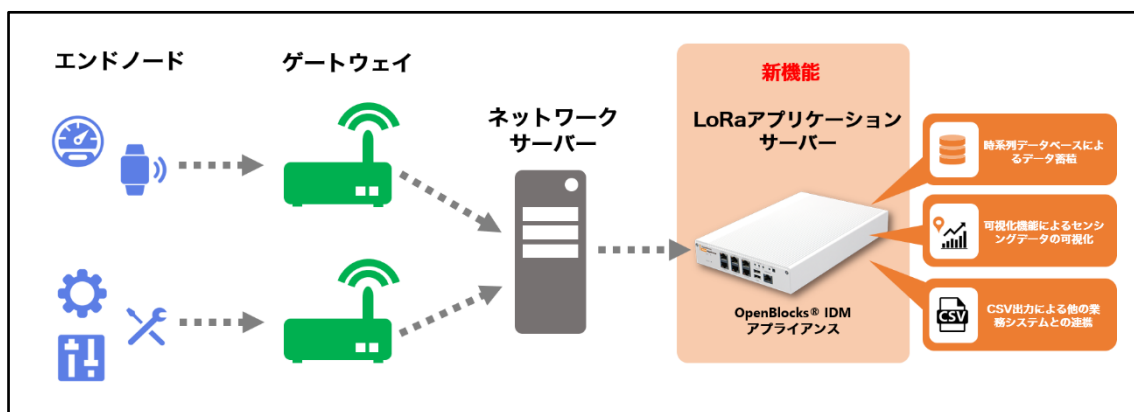 エンドノード
ゲートウェイ
ネットワーク
サーバー
新機能
LoRaアプリケーション
サーバー
OpenBlocks® IDM
アプライアンス
時系列データベースによ
るデータ蓄積
可視化機能によるセンシ
ングデータの可視化
CSV
CSV出力による他の業
務システムとの連携